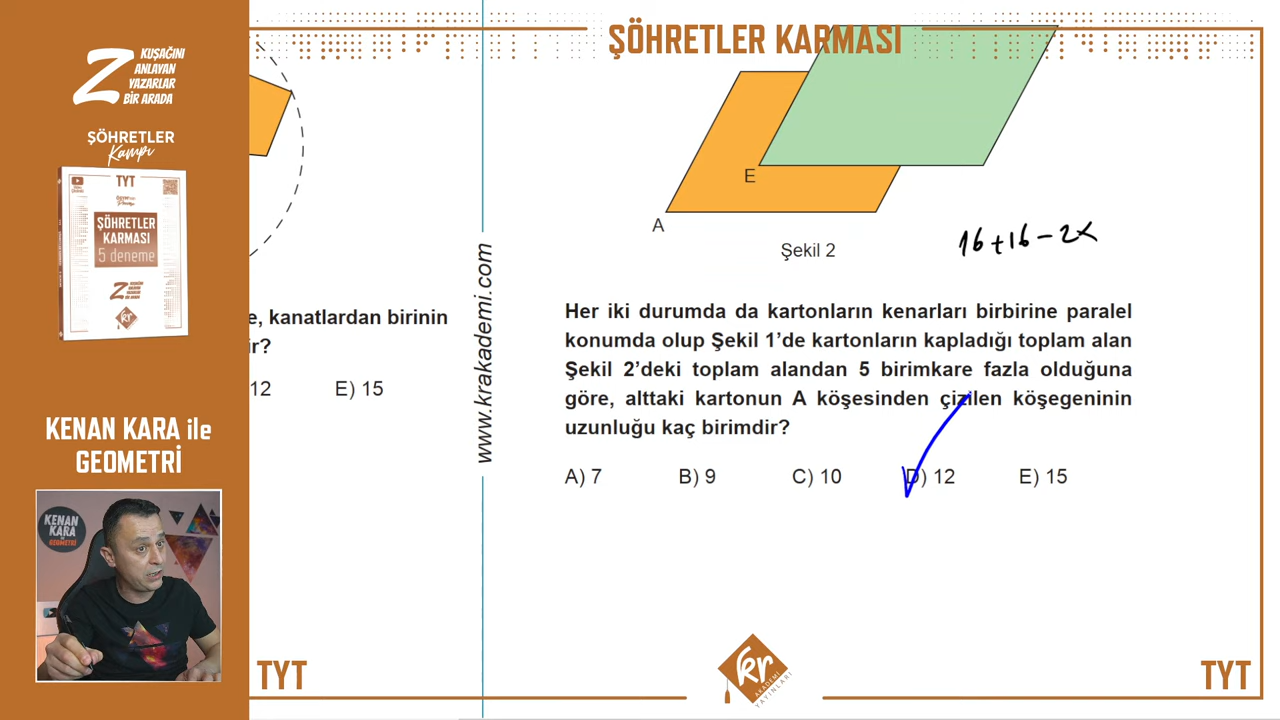 KUŞAĞINI
ANLAYAN
YAZARLAR
BİR ARADA
ŞÖHRETLER
Kampı
TYT
ŞÖHRETLER
KARMASI
5 deneme
KENAN KARA ile
GEOMETRİ
KENAN
KARA
ile
GEOMETRİ
ŞÖHRETLER KARMASI
E
A
Şekil 2
16+16-2x
www.krakademi.com
e, kanatlardan birinin
ir?
12 E) 15
Her iki durumda da kartonların kenarları birbirine paralel
konumda olup Şekil 1’de kartonların kapladığı toplam alan
Şekil 2’deki toplam alandan 5 birimkare fazla olduğuna
göre, alttaki kartonun A köşesinden çizilen köşegeninin
uzunluğu kaç birimdir?
A) 7 B) 9 C) 10 D) 12 E) 15
TYT
kr
AKADEMİ
YAYINLARI
TYT